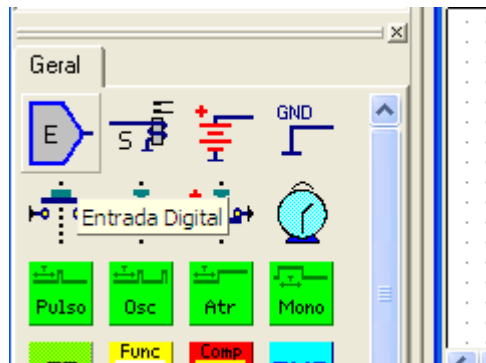 Geral
E
S
E
GND
Entrada Digital
Pulso
Osc
Atr
Mono
Func
Comp